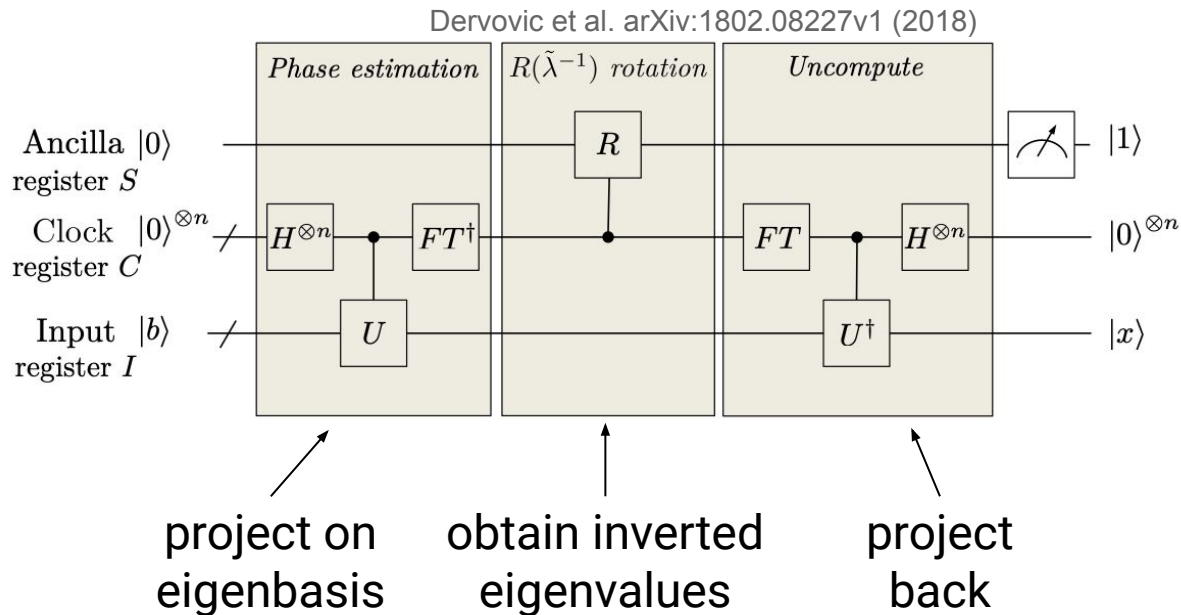 Dervovic et al. arXiv:1802.08227v1 (2018)
Phase estimation
R(λ̃⁻¹) rotation
Uncompute
Ancilla |0⟩
register S
R
|1⟩
Clock |0⟩⊗ⁿ
register C
H⊗ⁿ
FT†
FT
H⊗ⁿ
|0⟩⊗ⁿ
Input |b⟩
register I
U
U†
|x⟩
project on
eigenbasis
obtain inverted
eigenvalues
project
back